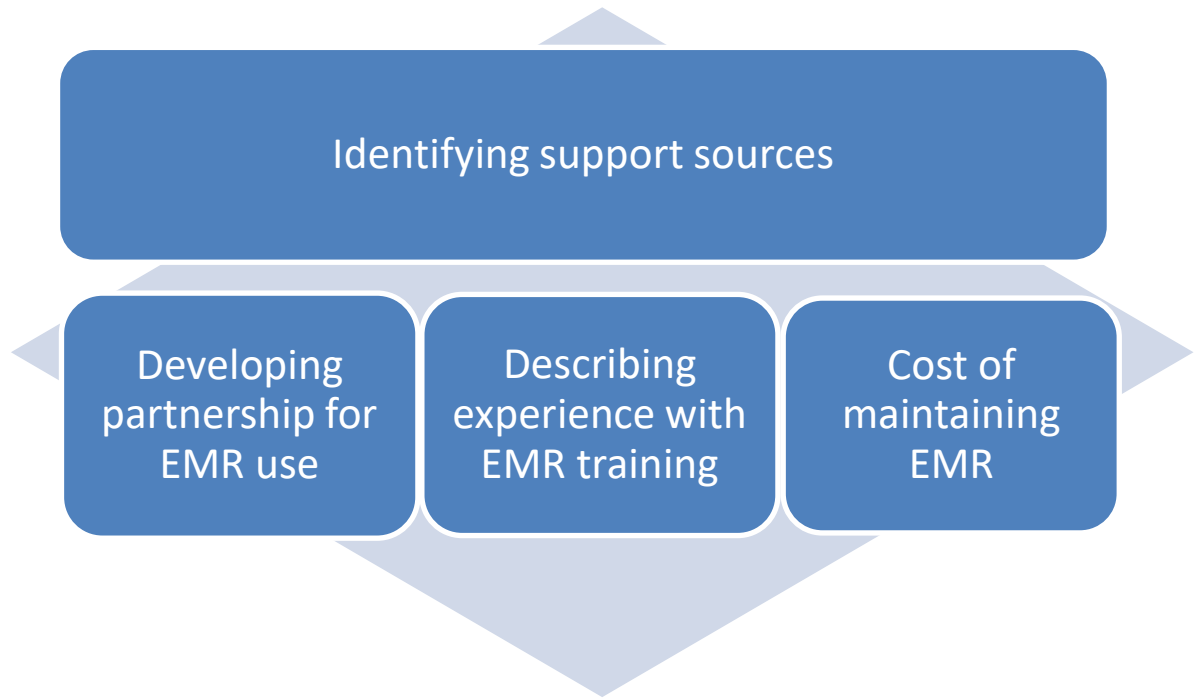 Identifying support sources
Developing
partnership for
EMR use
Describing
experience with
EMR training
Cost of
maintaining
EMR